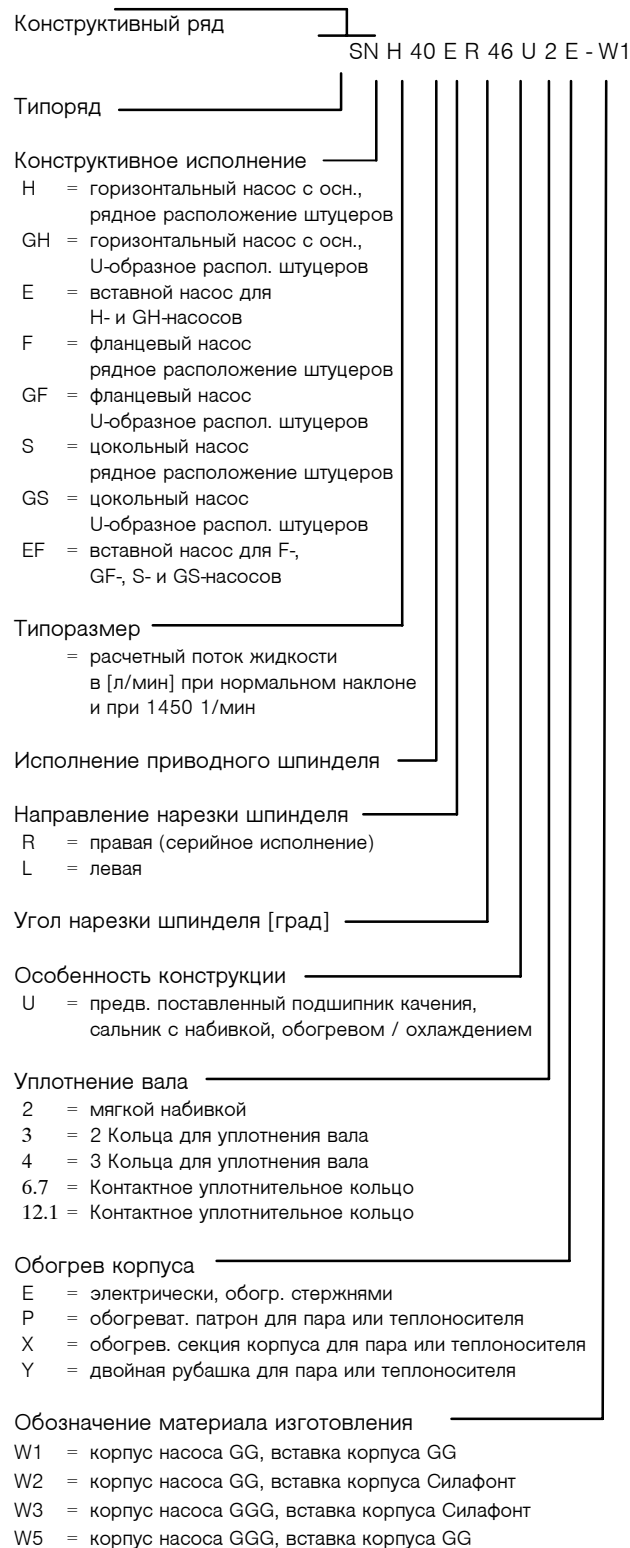 Конструктивный ряд
SN H 40 E R 46 U 2 E - W1
Типоряд
Конструктивное исполнение
H = горизонтальный насос с осн.,
рядное расположение штуцеров
GH = горизонтальный насос с осн.,
U-образное распол. штуцеров
E = вставной насос для
H- и GH-насосов
F = фланцевый насос
рядное расположение штуцеров
GF = фланцевый насос
U-образное распол. штуцеров
S = цокольный насос
рядное расположение штуцеров
GS = цокольный насос
U-образное распол. штуцеров
EF = вставной насос для F-,
GF-, S- и GS-насосов
Типоразмер
= расчетный поток жидкости
в [л/мин] при нормальном наклоне
и при 1450 1/мин
Исполнение приводного шпинделя
Направление нарезки шпинделя
R = правая (серийное исполнение)
L = левая
Угол нарезки шпинделя [град]
Особенность конструкции
U = предв. поставленный подшипник качения,
сальник с набивкой, обогревом / охлаждением
Уплотнение вала
2 = мягкой набивкой
3 = 2 Кольца для уплотнения вала
4 = 3 Кольца для уплотнения вала
6.7 = Контактное уплотнительное кольцо
12.1 = Контактное уплотнительное кольцо
Обогрев корпуса
E = электрически, обогр. стержнями
P = обогреват. патрон для пара или теплоносителя
X = обогрев. секция корпуса для пара или теплоносителя
Y = двойная рубашка для пара или теплоносителя
Обозначение материала изготовления
W1 = корпус насоса GG, вставка корпуса GG
W2 = корпус насоса GG, вставка корпуса Силафонт
W3 = корпус насоса GGG, вставка корпуса Силафонт
W5 = корпус насоса GGG, вставка корпуса GG